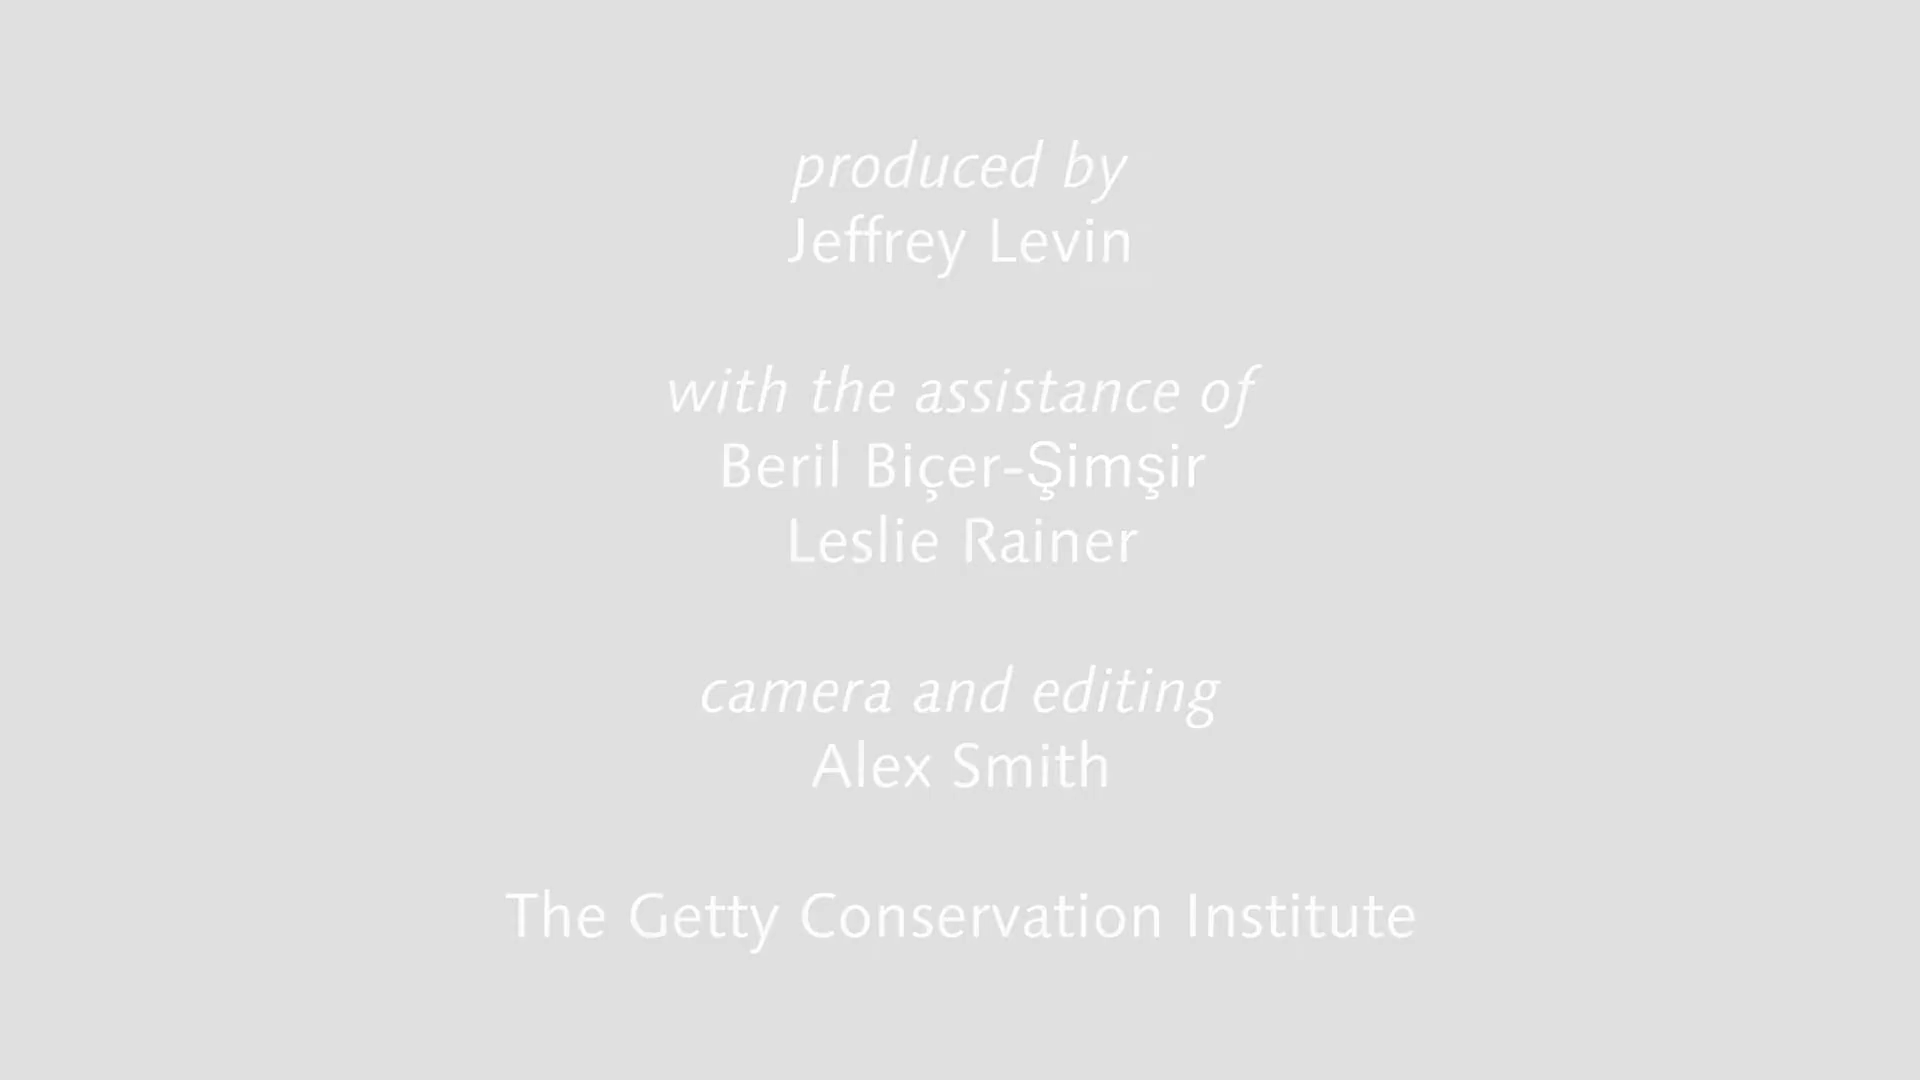 produced by
Jeffrey Levin
with the assistance of
Beril Biçer-Şimşir
Leslie Rainer
camera and editing
Alex Smith
The Getty Conservation Institute